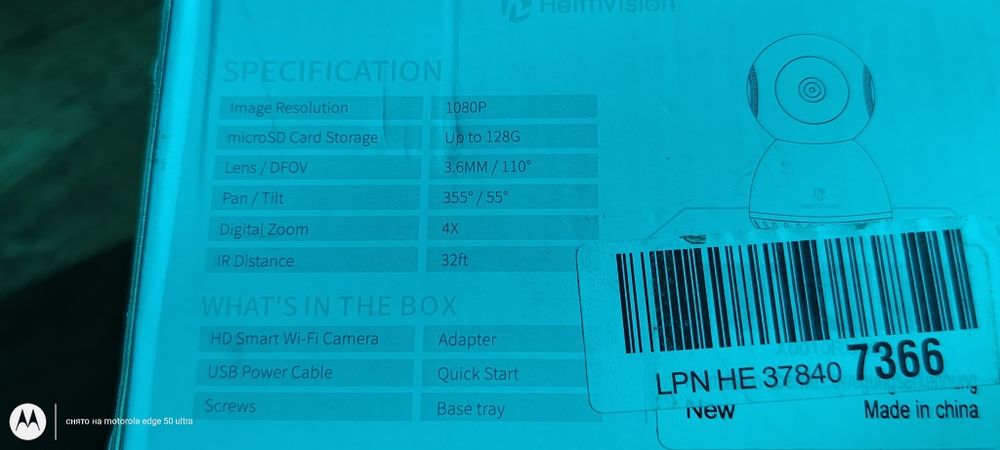 HeimVision
SPECIFICATION
Image Resolution 1080P
microSD Card Storage Up to 128G
Lens / DFOV 3.6MM / 110°
Pan / Tilt 355° / 55°
Digital Zoom 4X
IR Distance 32ft
WHAT'S IN THE BOX
HD Smart Wi-Fi Camera Adapter
USB Power Cable Quick Start
Screws Base tray
HeimVision
LPN HE 37840 7366
New Made in china
снято на motorola edge 50 ultra